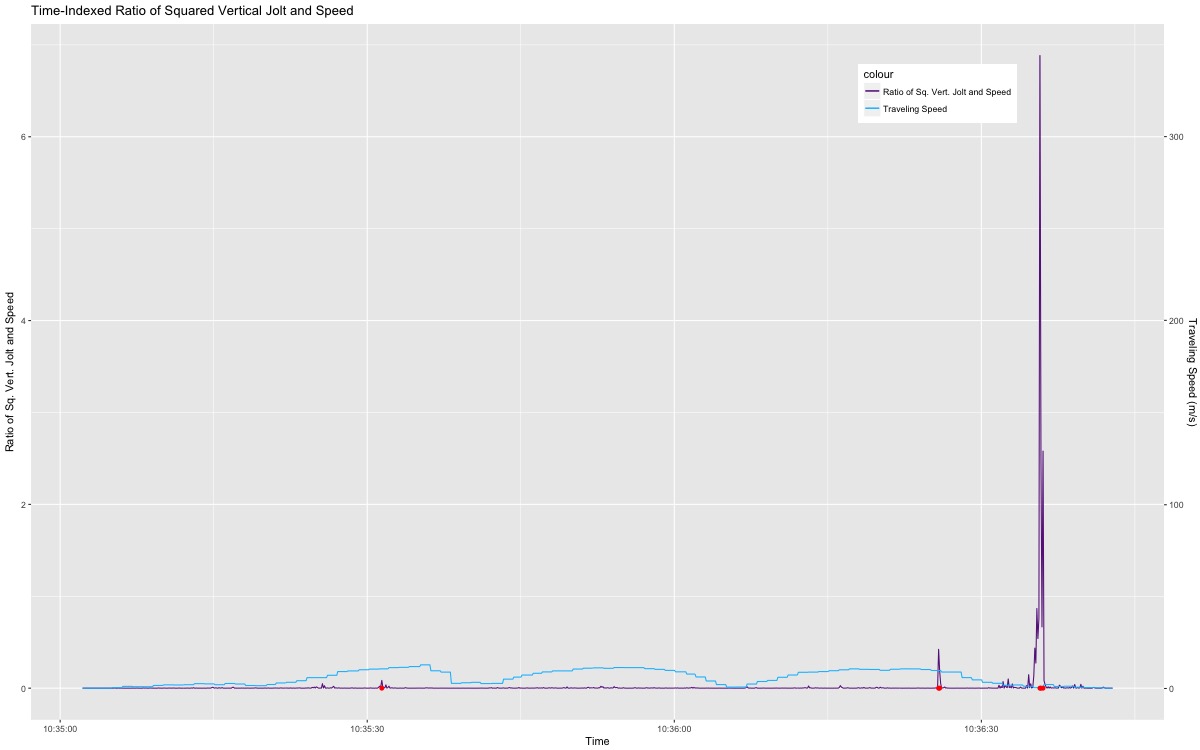 Time-Indexed Ratio of Squared Vertical Jolt and Speed
colour
Ratio of Sq. Vert. Jolt and Speed
Traveling Speed
6
4
2
0
Ratio of Sq. Vert. Jolt and Speed
300
200
100
0
Traveling Speed (m/s)
10:35:00
10:35:30
10:36:00
10:36:30
Time